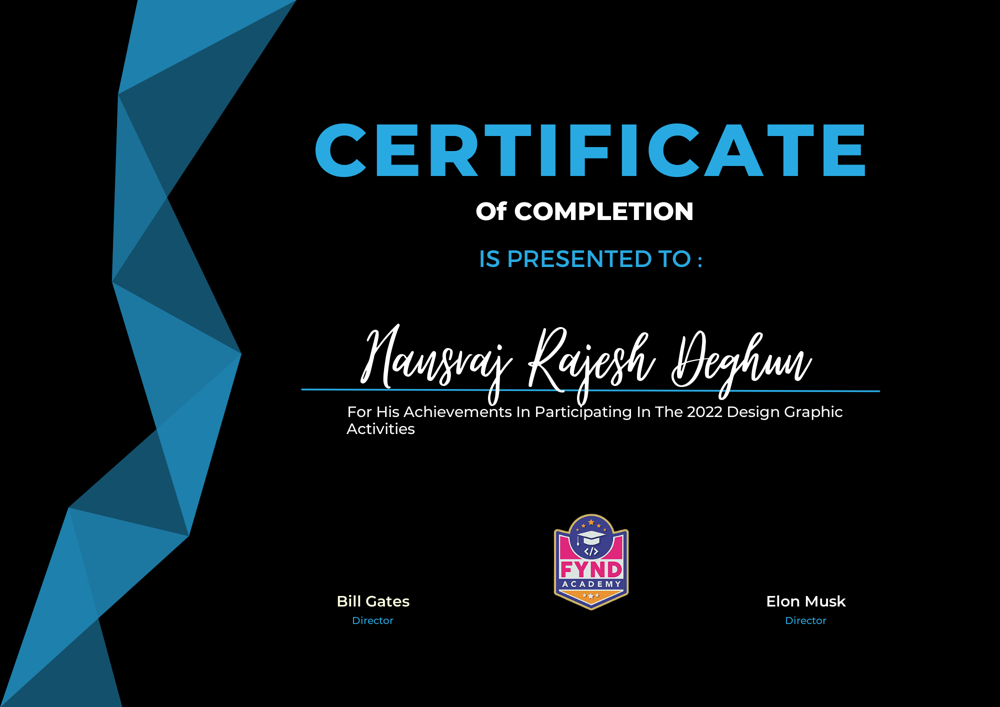 CERTIFICATE
Of COMPLETION
IS PRESENTED TO :
Hansraj Rajesh Deghun
For His Achievements In Participating In The 2022 Design Graphic
Activities
</>
FYND
ACADEMY
Bill Gates
Elon Musk
Director
Director